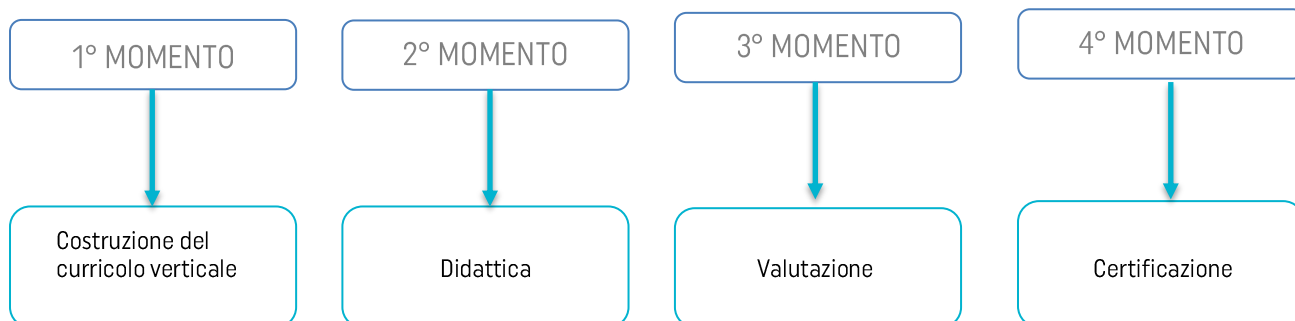 1° MOMENTO
2° MOMENTO
3° MOMENTO
4° MOMENTO
Costruzione del
curricolo verticale
Didattica
Valutazione
Certificazione